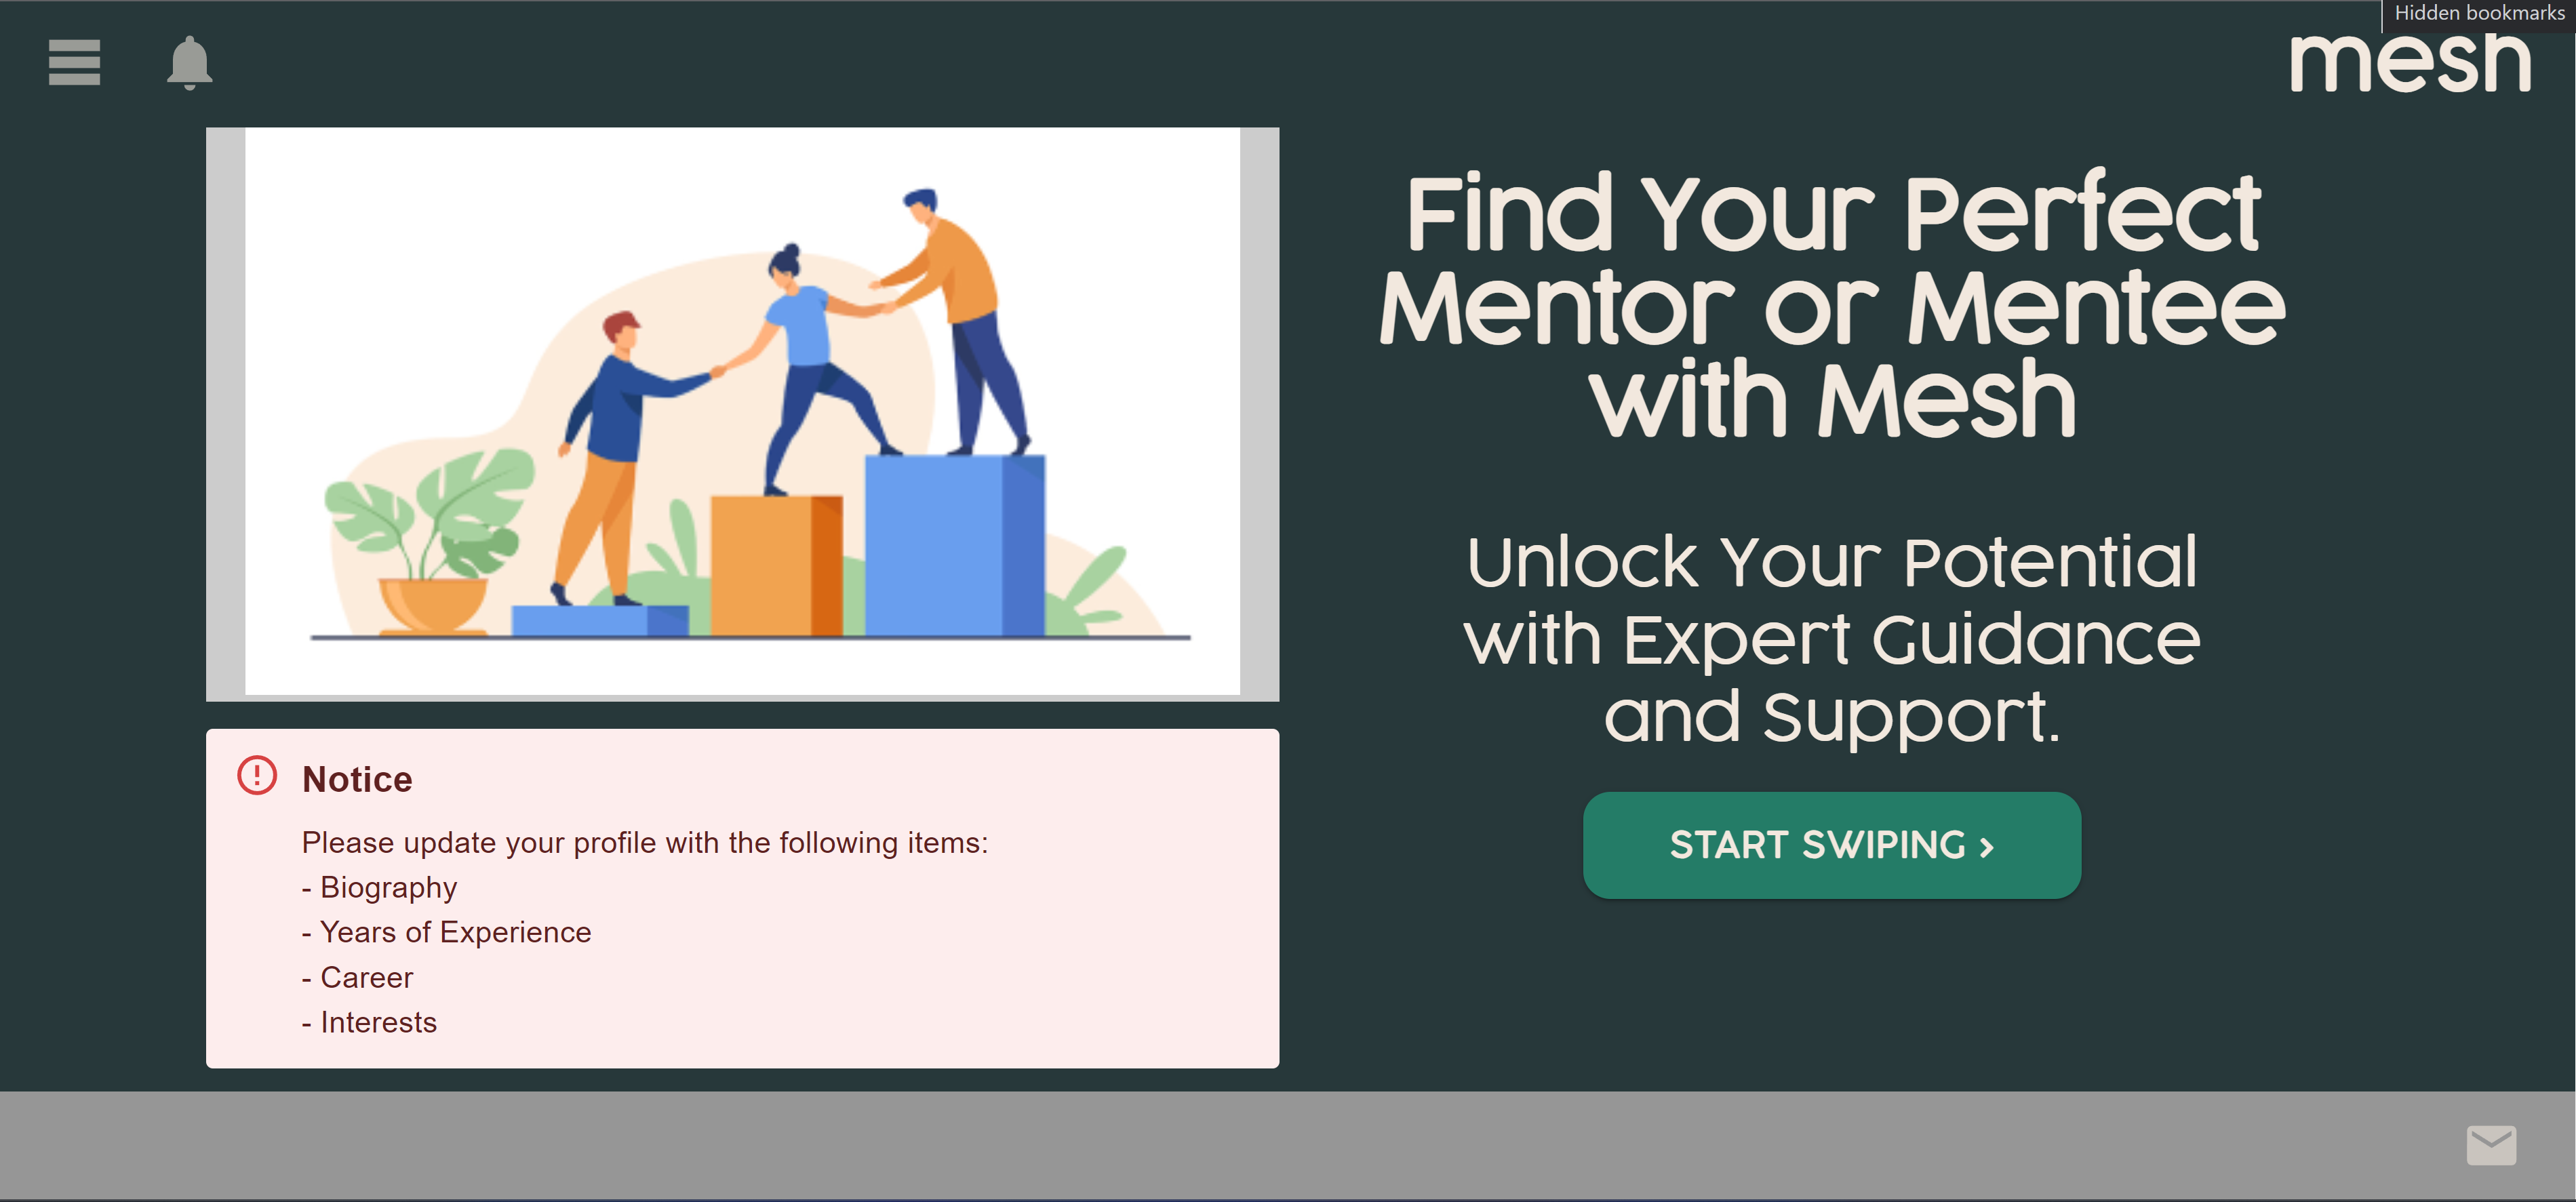 Hidden bookmarks
mesh
Find Your Perfect
Mentor or Mentee
with Mesh
Unlock Your Potential
with Expert Guidance
and Support.
START SWIPING ›
Notice
Please update your profile with the following items:
- Biography
- Years of Experience
- Career
- Interests